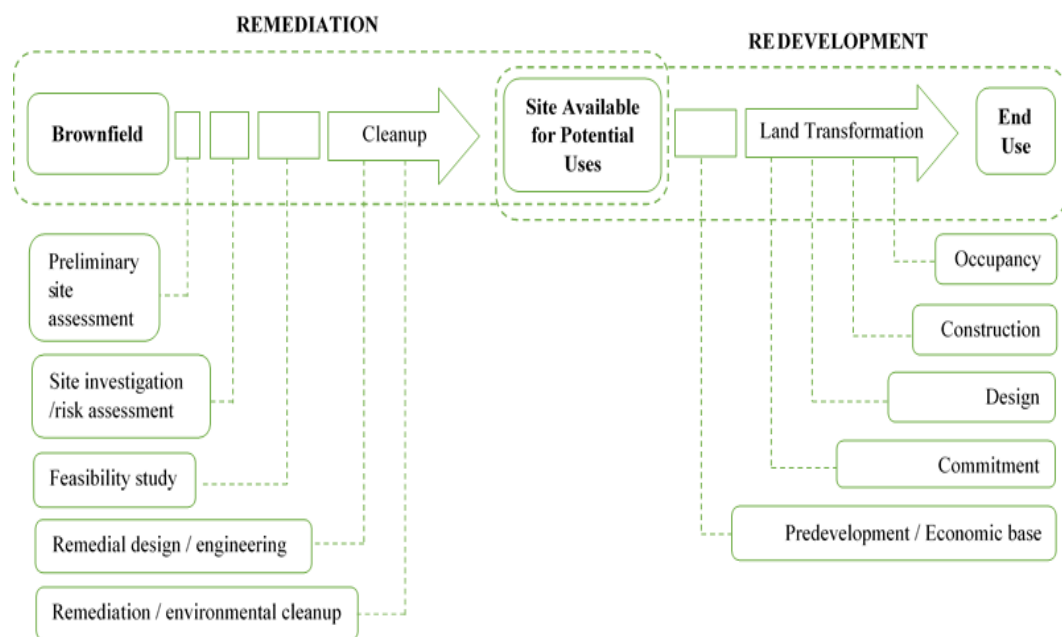 REMEDIATION
REDEVELOPMENT
Brownfield
Cleanup
Site Available
for Potential
Uses
Land Transformation
End
Use
Preliminary
site
assessment
Site investigation
/risk assessment
Feasibility study
Remedial design / engineering
Remediation / environmental cleanup
Occupancy
Construction
Design
Commitment
Predevelopment / Economic base